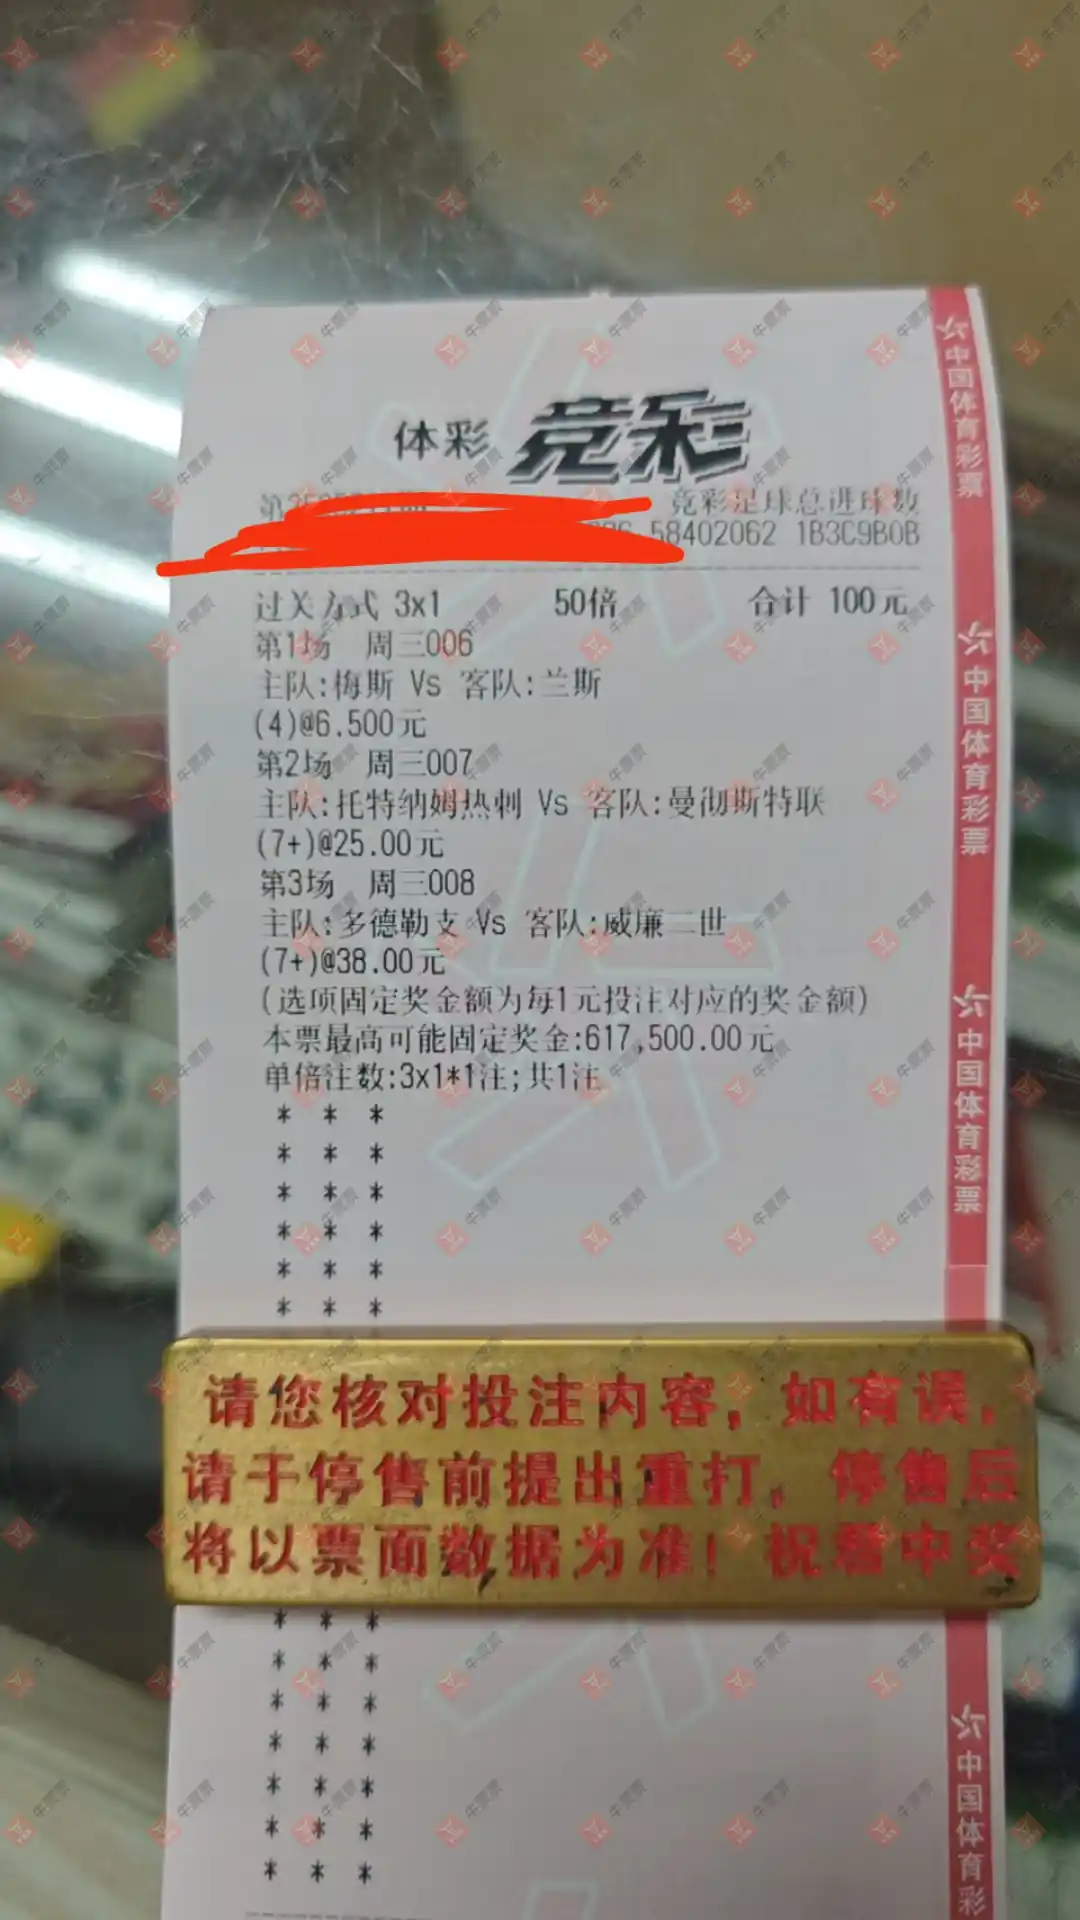 体彩 竞彩
竞彩足球总进球数
58402062 1B3C9B0B
过关方式 3x1 50倍 合计 100元
第1场 周三006
主队:梅斯 Vs 客队:兰斯
(4)@6.500元
第2场 周三007
主队:托特纳姆热刺 Vs 客队:曼彻斯特联
(7+)@25.00元
第3场 周三008
主队:多德勒支 Vs 客队:威廉二世
(7+)@38.00元
(选项固定奖金额为每1元投注对应的奖金额)
本票最高可能固定奖金:617,500.00元
单倍注数:3x1*1注;共1注
* * *
* * *
* * *
* * *
* * *
* * *
请您核对投注内容，如有误，
请于停售前提出重打，停售后
将以票面数据为准！祝君中奖
* * *
* * *
* * *
* * *
* * *
* * *
* * *
中国体育彩票
中国体育彩票
中国体育彩票
中国体育彩
牛票票